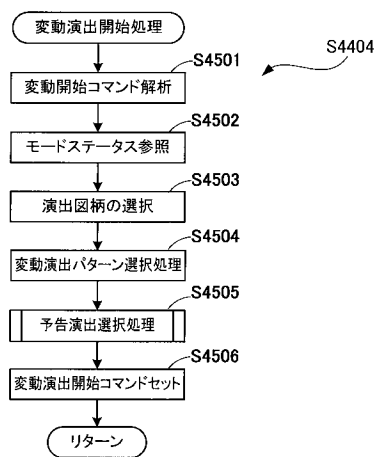 変動演出開始処理
S4404
S4501
変動開始コマンド解析
S4502
モードステータス参照
S4503
演出図柄の選択
S4504
変動演出パターン選択処理
S4505
予告演出選択処理
S4506
変動演出開始コマンドセット
リターン